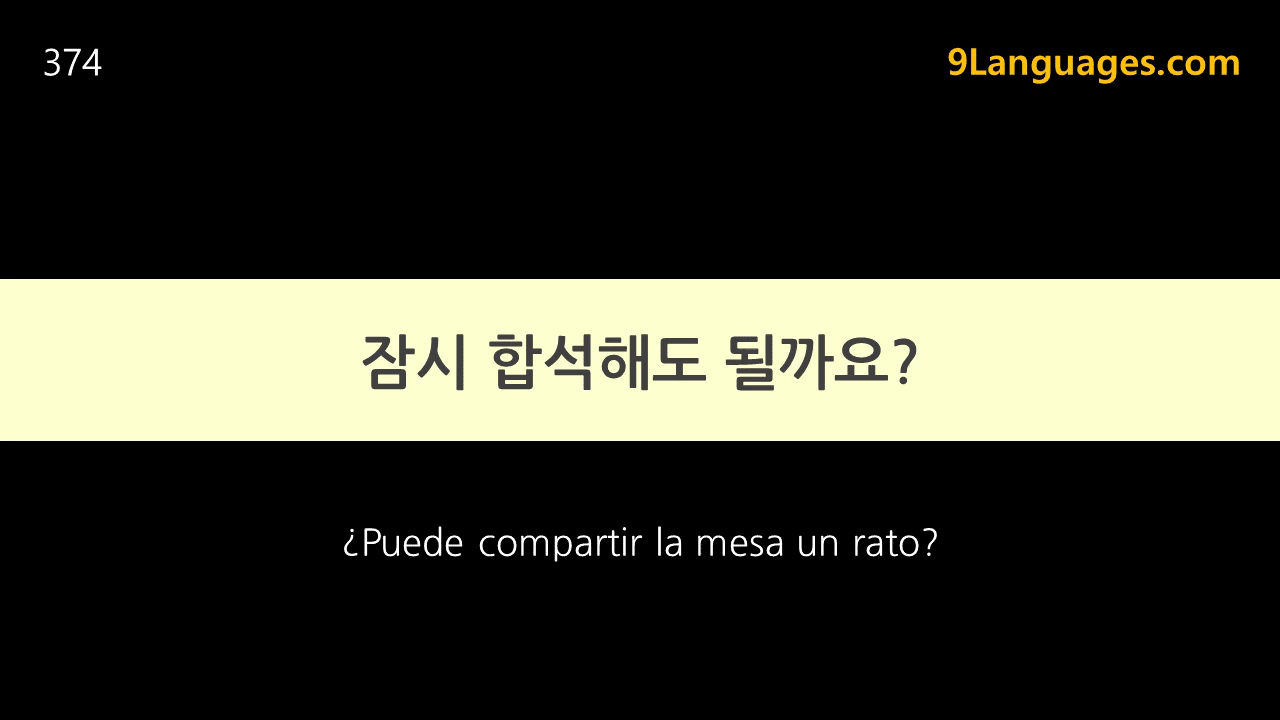 374
9Languages.com
잠시 합석해도 될까요?
¿Puede compartir la mesa un rato?